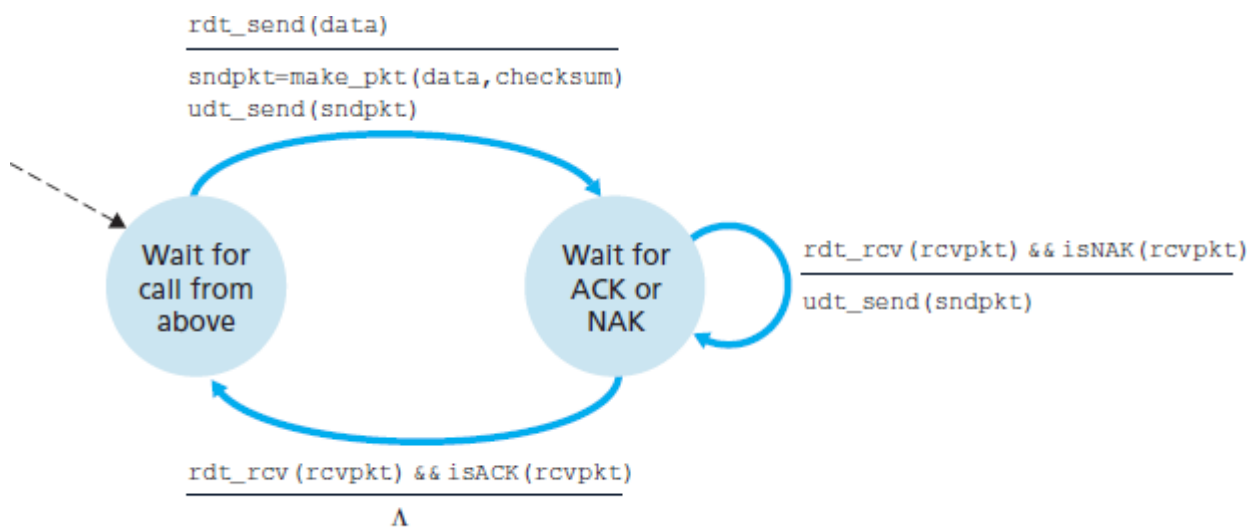 rdt_send(data)
sndpkt=make_pkt(data,checksum)
udt_send(sndpkt)
Wait for
call from
above
Wait for
ACK or
NAK
rdt_rcv(rcvpkt) && isNAK(rcvpkt)
udt_send(sndpkt)
rdt_rcv(rcvpkt) && isACK(rcvpkt)
Λ